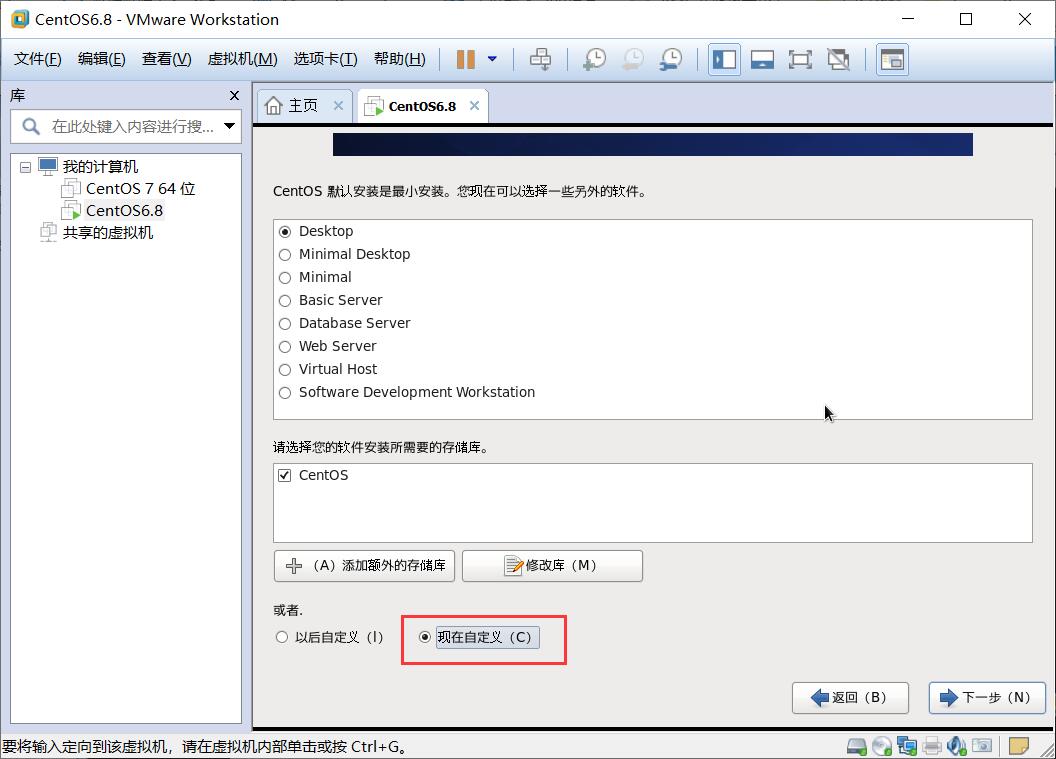 CentOS6.8 - VMware Workstation
文件(F) 编辑(E) 查看(V) 虚拟机(M) 选项卡(T) 帮助(H)
库
在此处键入内容进行搜...
我的计算机
CentOS 7 64 位
CentOS6.8
共享的虚拟机
主页 CentOS6.8
CentOS 默认安装是最小安装。您现在可以选择一些另外的软件。
Desktop
Minimal Desktop
Minimal
Basic Server
Database Server
Web Server
Virtual Host
Software Development Workstation
请选择您的软件安装所需要的存储库。
CentOS
（A）添加额外的存储库 修改库（M）
或者.
以后自定义（l） 现在自定义（C）
返回（B） 下一步（N）
要将输入定向到该虚拟机，请在虚拟机内部单击或按 Ctrl+G。